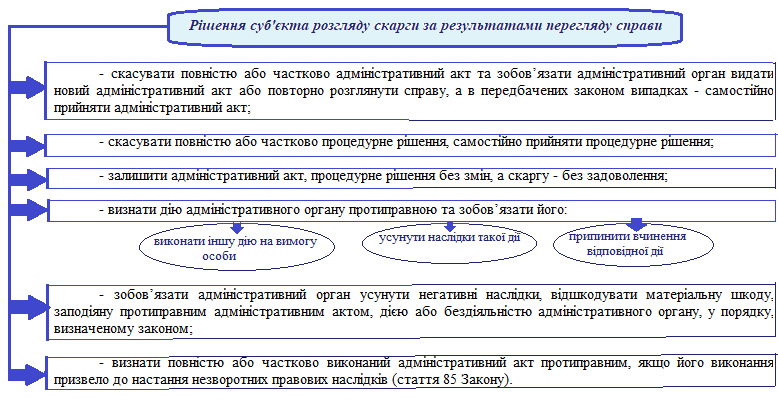 Рішення суб'єкта розгляду скарги за результатами перегляду справи
- скасувати повністю або частково адміністративний акт та зобов’язати адміністративний орган видати
новий адміністративний акт або повторно розглянути справу, а в передбачених законом випадках - самостійно
прийняти адміністративний акт;
- скасувати повністю або частково процедурне рішення, самостійно прийняти процедурне рішення;
- залишити адміністративний акт, процедурне рішення без змін, а скаргу - без задоволення;
- визнати дію адміністративного органу протиправною та зобов’язати його:
виконати іншу дію на вимогу
особи
усунути наслідки такої дії
припинити вчинення
відповідної дії
- зобов’язати адміністративний орган усунути негативні наслідки, відшкодувати матеріальну шкоду,
заподіяну протиправним адміністративним актом, дією або бездіяльністю адміністративного органу, у порядку,
визначеному законом;
- визнати повністю або частково виконаний адміністративний акт протиправним, якщо його виконання
призвело до настання незворотних правових наслідків (стаття 85 Закону).